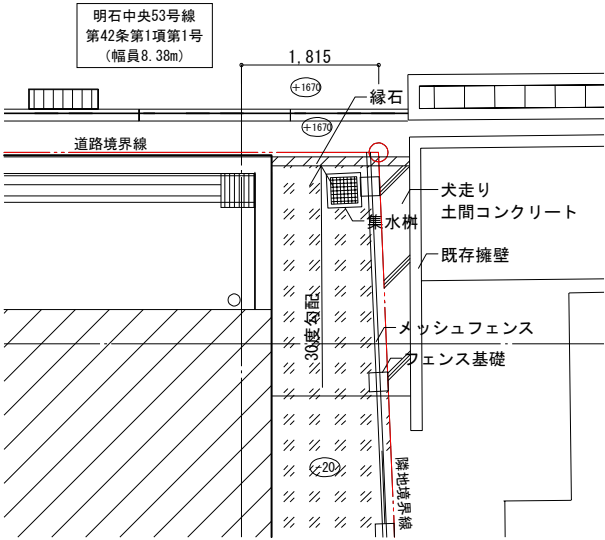 明石中央53号線
第42条第1項第1号
（幅員8.38m）
1,815
+1670
縁石
+1670
道路境界線
犬走り
土間コンクリート
集水桝
既存擁壁
30度勾配
メッシュフェンス
フェンス基礎
-20
隣地境界線